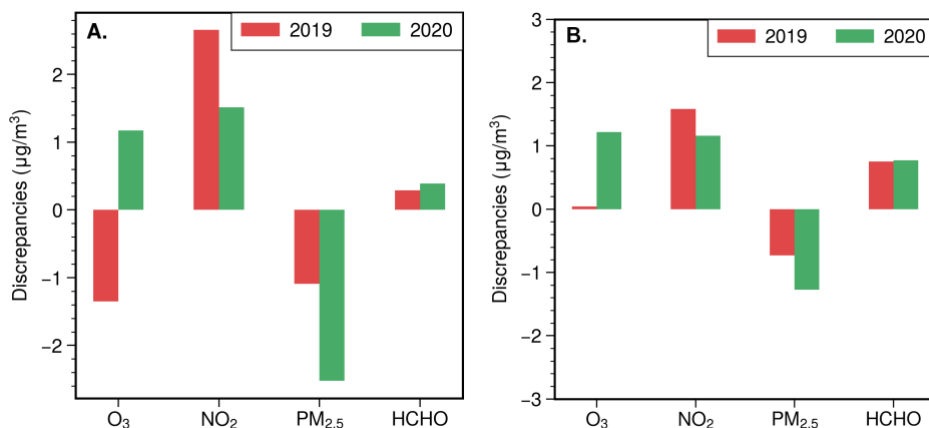 A.
2019 2020
Discrepancies (μg/m³)
2
1
0
−1
−2
O₃ NO₂ PM₂.₅ HCHO
B.
2019 2020
Discrepancies (μg/m³)
3
2
1
0
−1
−2
−3
O₃ NO₂ PM₂.₅ HCHO